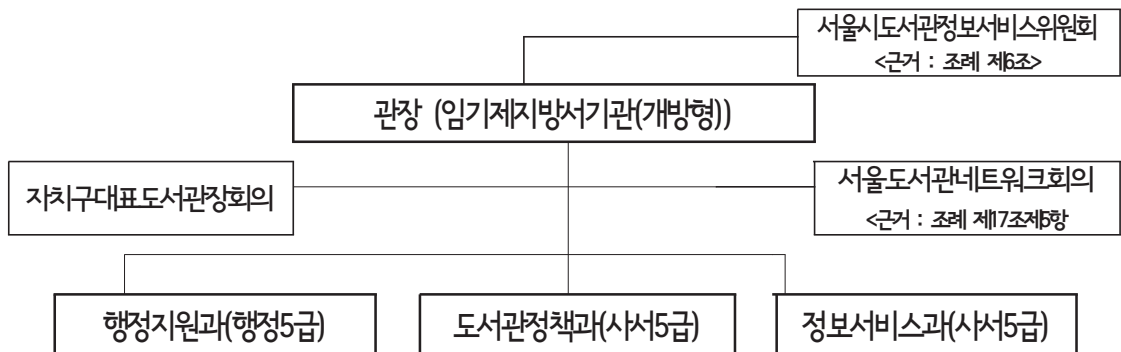 서울시도서관정보서비스위원회
<근거 : 조례 제6조>
관장 (임기제지방서기관(개방형))
자치구대표도서관장회의
서울도서관네트워크회의
<근거 : 조례 제17조제5항
행정지원과(행정5급)
도서관정책과(사서5급)
정보서비스과(사서5급)